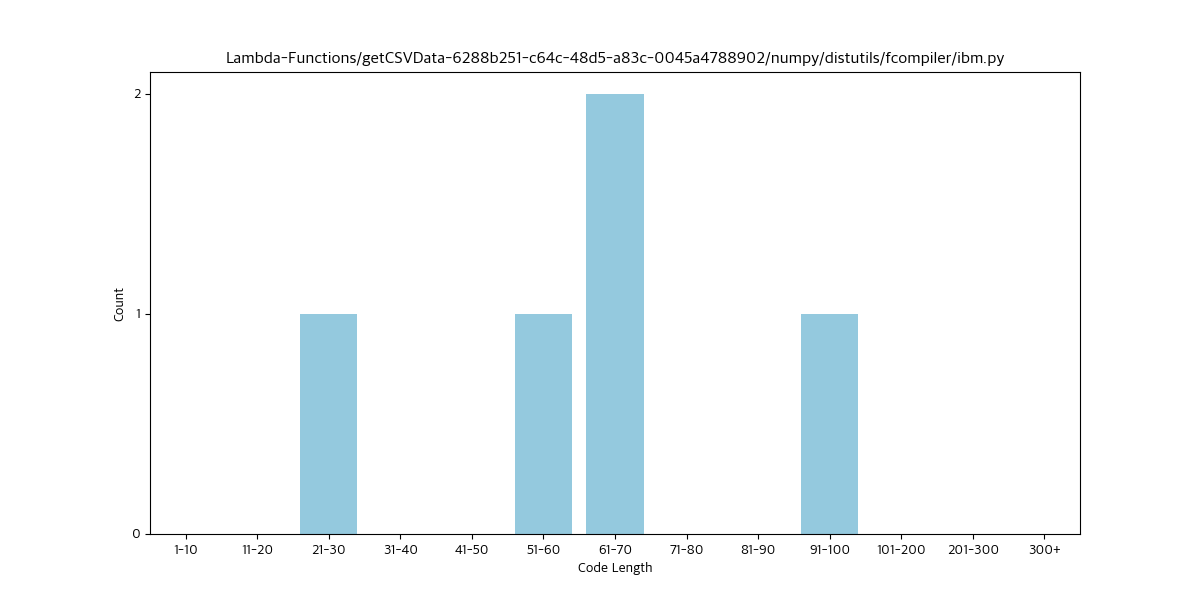 Lambda-Functions/getCSVData-6288b251-c64c-48d5-a83c-0045a4788902/numpy/distutils/fcompiler/ibm.py
2
1
0
Count
1-10 11-20 21-30 31-40 41-50 51-60 61-70 71-80 81-90 91-100 101-200 201-300 300+
Code Length